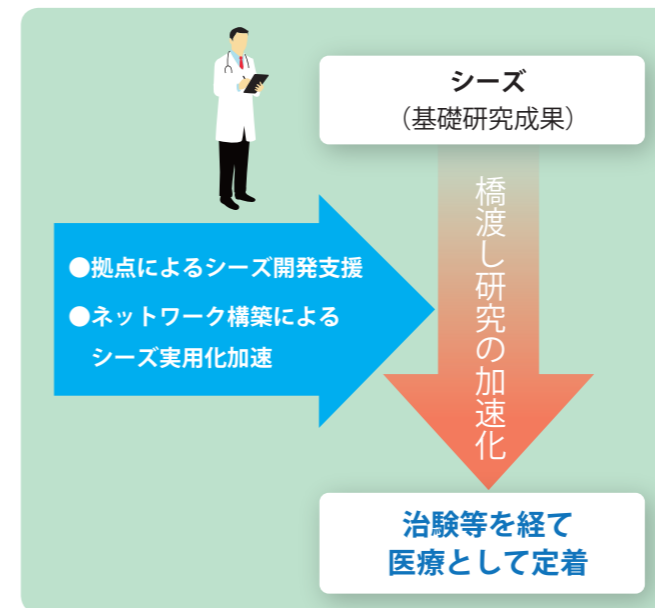 シーズ
（基礎研究成果）
●拠点によるシーズ開発支援
●ネットワーク構築による
シーズ実用化加速
橋渡し研究の加速化
治験等を経て
医療として定着